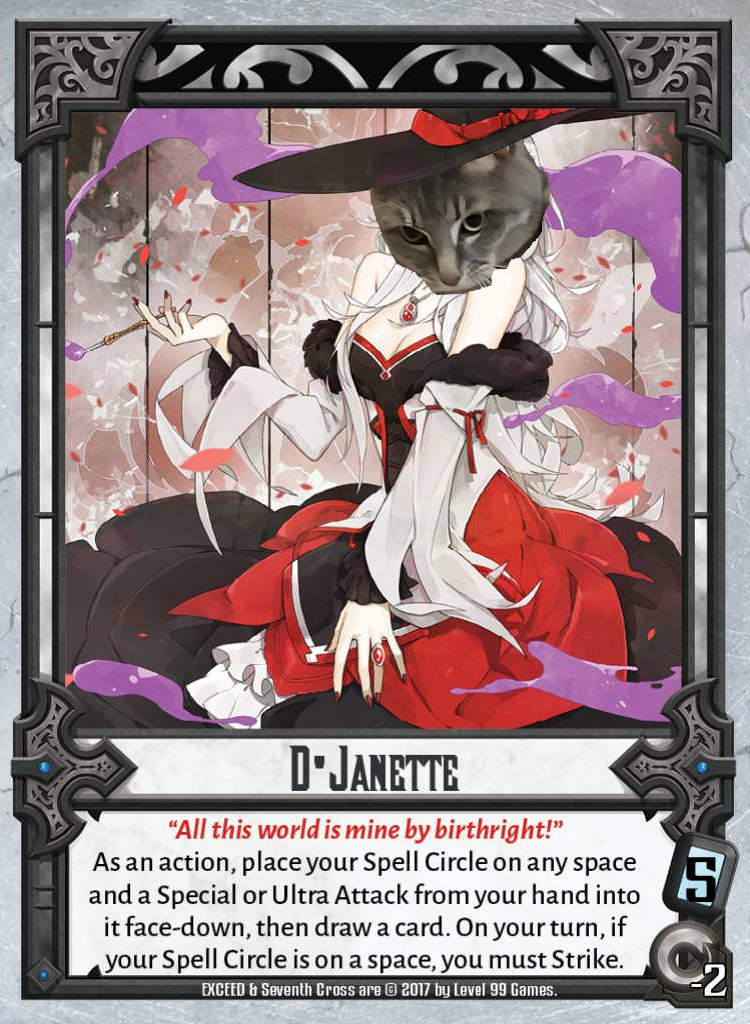 D'Janette
“All this world is mine by birthright!”
As an action, place your Spell Circle on any space
and a Special or Ultra Attack from your hand into
it face-down, then draw a card. On your turn, if
your Spell Circle is on a space, you must Strike.
S
-2
EXCEED & Seventh Cross are © 2017 by Level 99 Games.